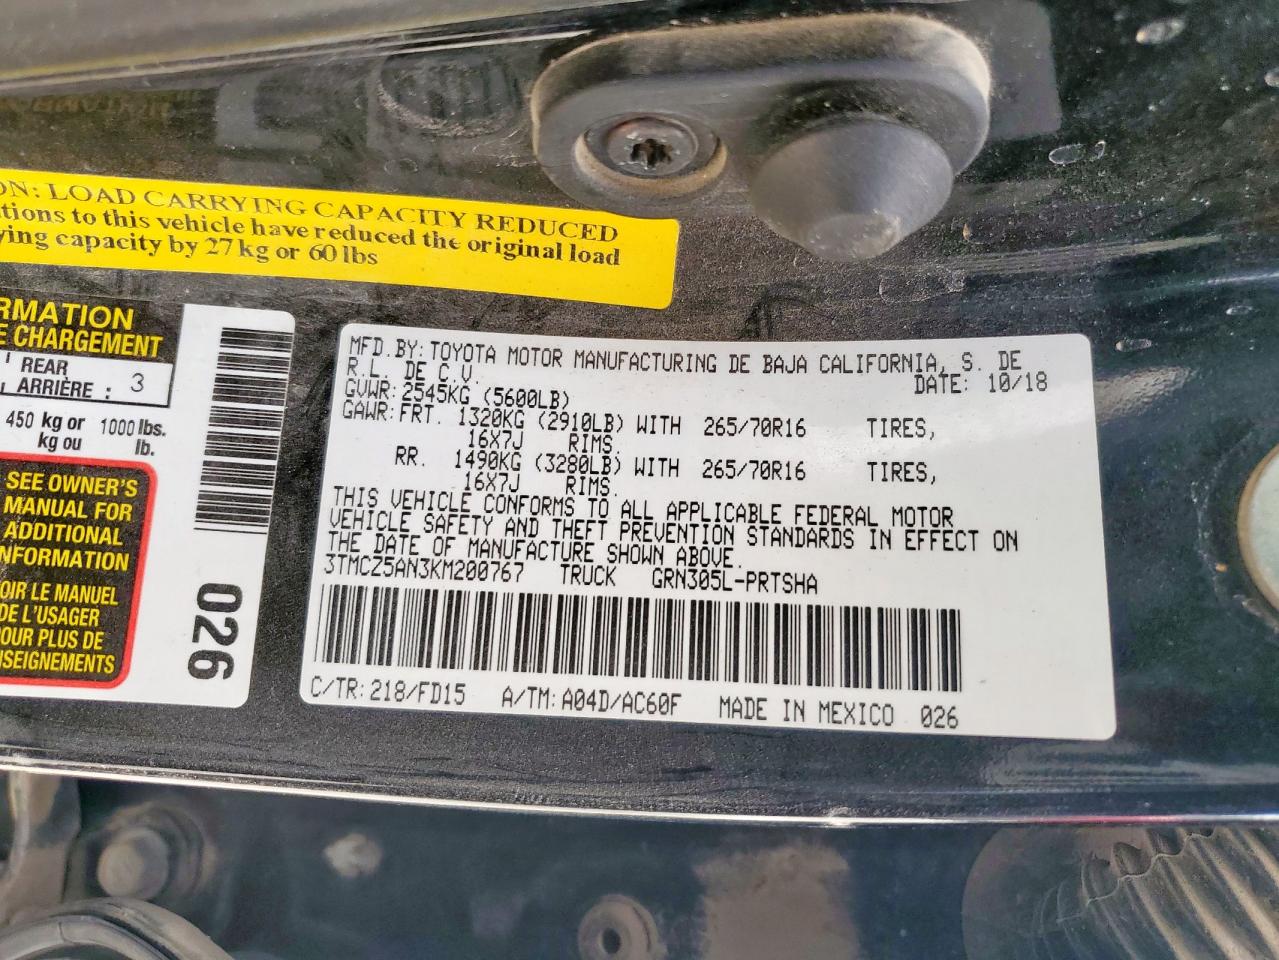 ON: LOAD CARRYING CAPACITY REDUCED
tions to this vehicle have reduced the original load
ying capacity by 27 kg or 60 lbs
RMATION
E CHARGEMENT
REAR
ARRIÈRE : 3
450 kg or 1000 lbs.
kg ou lb.
SEE OWNER'S
MANUAL FOR
ADDITIONAL
NFORMATION
OIR LE MANUEL
DE L'USAGER
POUR PLUS DE
NSEIGNEMENTS
026
MFD.BY: TOYOTA MOTOR MANUFACTURING DE BAJA CALIFORNIA, S. DE
R.L. DE C.V. DATE: 10/18
GVWR: 2545KG (5600LB)
GAWR: FRT. 1320KG (2910LB) WITH 265/70R16 TIRES,
16X7J RIMS.
RR. 1490KG (3280LB) WITH 265/70R16 TIRES,
16X7J RIMS.
THIS VEHICLE CONFORMS TO ALL APPLICABLE FEDERAL MOTOR
VEHICLE SAFETY AND THEFT PREVENTION STANDARDS IN EFFECT ON
THE DATE OF MANUFACTURE SHOWN ABOVE.
3TMCZ5AN3KM200767 TRUCK GRN305L-PRTSHA
C/TR: 218/FD15 A/TM: A04D/AC60F MADE IN MEXICO 026